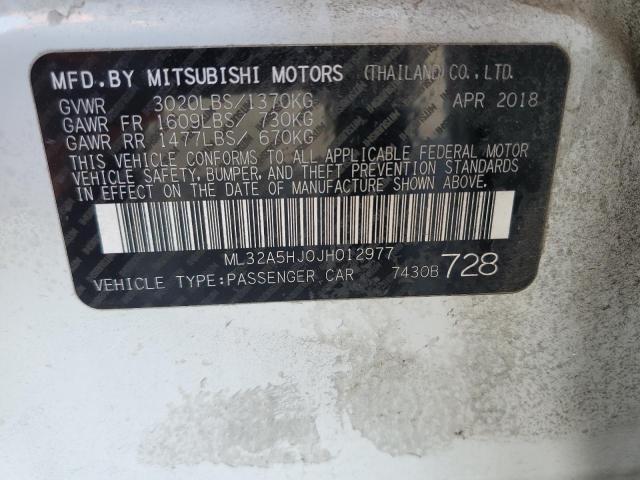 MFD.BY MITSUBISHI MOTORS (THAILAND) CO., LTD.
GVWR 3020LBS/1370KG APR 2018
GAWR FR 1609LBS/ 730KG
GAWR RR 1477LBS/ 670KG
THIS VEHICLE CONFORMS TO ALL APPLICABLE FEDERAL MOTOR
VEHICLE SAFETY, BUMPER, AND THEFT PREVENTION STANDARDS
IN EFFECT ON THE DATE OF MANUFACTURE SHOWN ABOVE.
ML32A5HJ0JH012977
VEHICLE TYPE:PASSENGER CAR 7430B 728